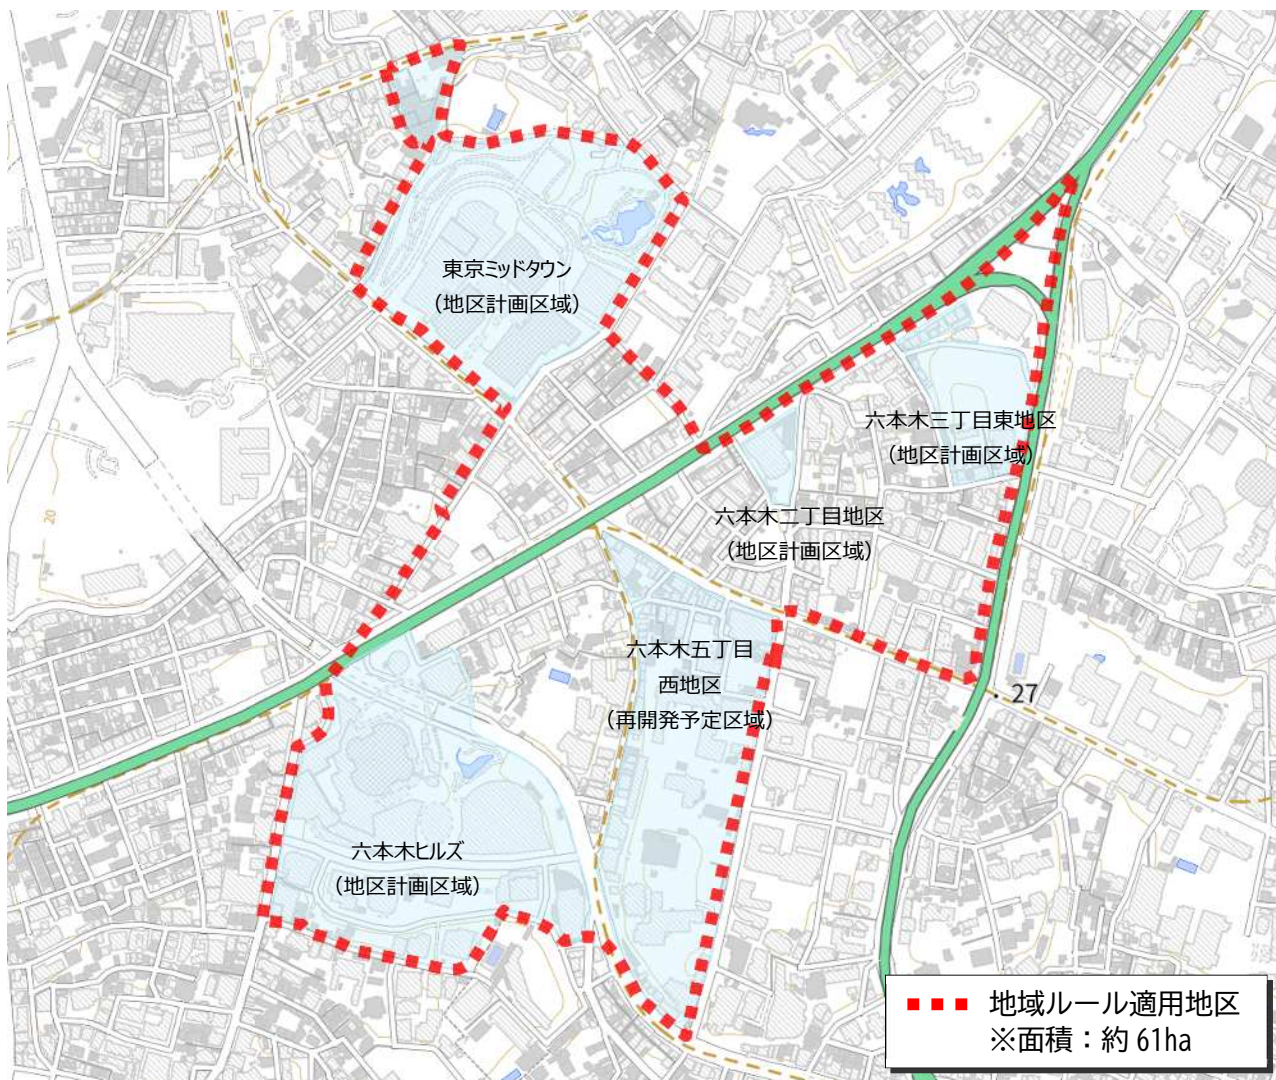 東京ミッドタウン
（地区計画区域）
六本木三丁目東地区
（地区計画区域）
六本木二丁目地区
（地区計画区域）
20
六本木五丁目
西地区
（再開発予定区域）
27
六本木ヒルズ
（地区計画区域）
地域ルール適用地区
※面積：約 61ha